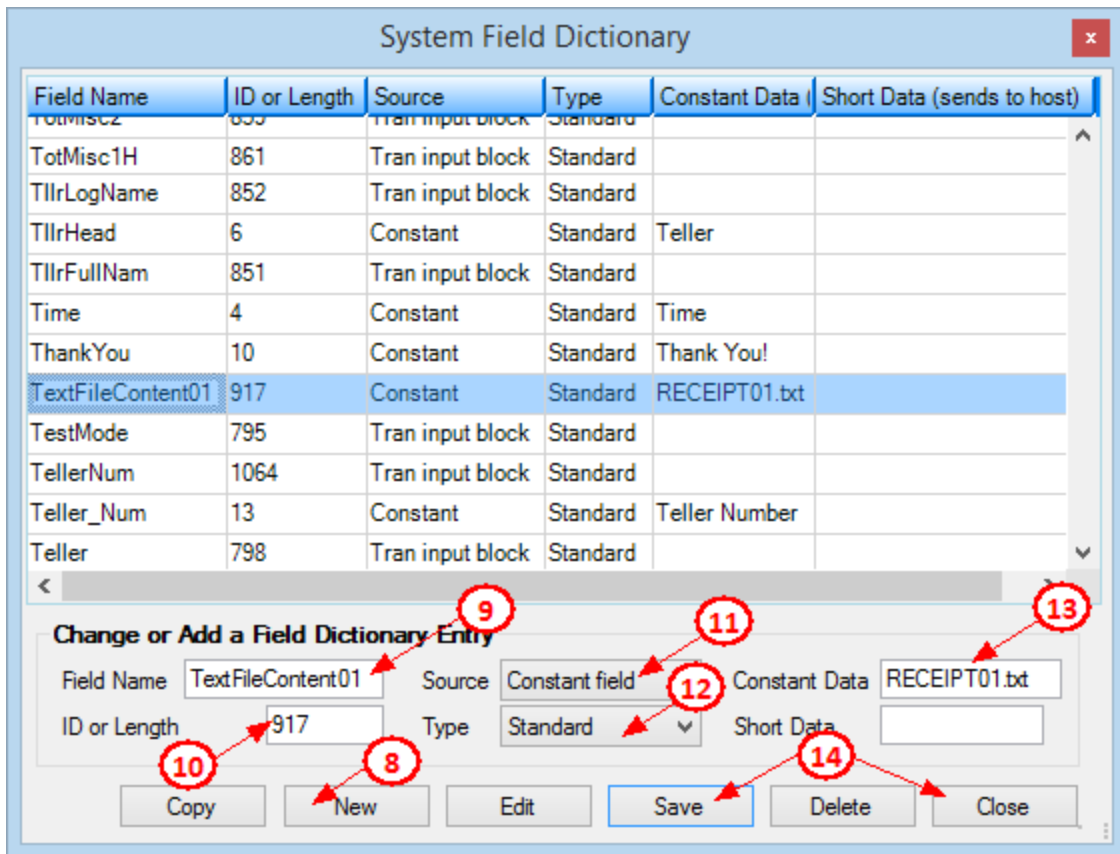 System Field Dictionary
x
Field Name ID or Length Source Type Constant Data ( Short Data (sends to host)
TotMisc2 855 Tran input block Standard
TotMisc1H 861 Tran input block Standard
TllrLogName 852 Tran input block Standard
TllrHead 6 Constant Standard Teller
TllrFullNam 851 Tran input block Standard
Time 4 Constant Standard Time
ThankYou 10 Constant Standard Thank You!
TextFileContent01 917 Constant Standard RECEIPT01.txt
TestMode 795 Tran input block Standard
TellerNum 1064 Tran input block Standard
Teller_Num 13 Constant Standard Teller Number
Teller 798 Tran input block Standard
9 11 13
Change or Add a Field Dictionary Entry
Field Name TextFileContent01 Source Constant field 12 Constant Data RECEIPT01.txt
ID or Length 917 Type Standard Short Data
10 8 14
Copy New Edit Save Delete Close